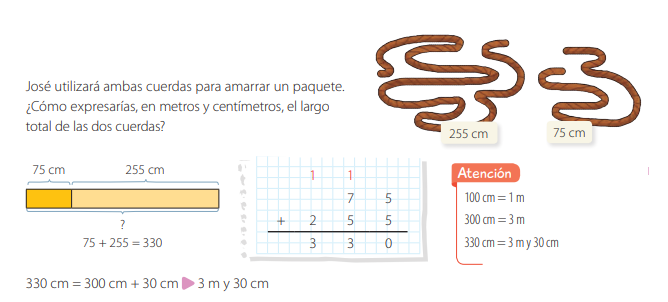 José utilizará ambas cuerdas para amarrar un paquete.
¿Cómo expresarías, en metros y centímetros, el largo
total de las dos cuerdas?
255 cm
75 cm
75 cm
255 cm
?
75 + 255 = 330
1 1
7 5
+ 2 5 5
3 3 0
Atención
100 cm = 1 m
300 cm = 3 m
330 cm = 3 m y 30 cm
330 cm = 300 cm + 30 cm ▶ 3 m y 30 cm